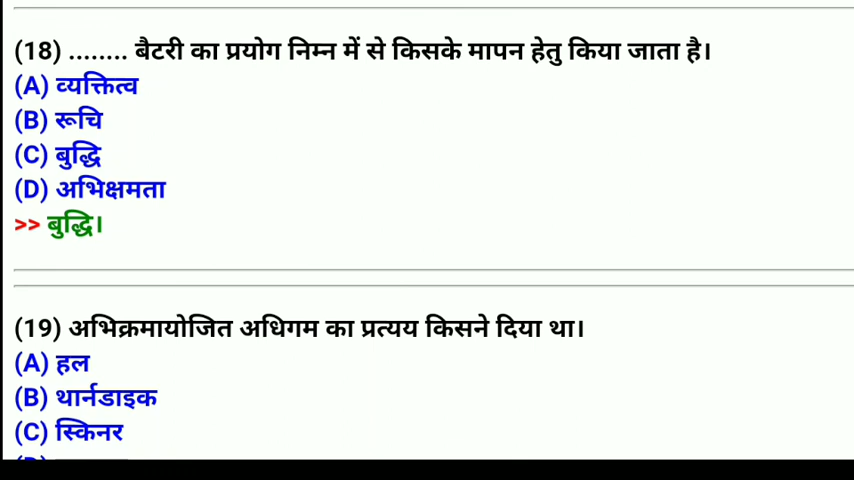 (18) ........ बैटरी का प्रयोग निम्न में से किसके मापन हेतु किया जाता है।
(A) व्यक्तित्व
(B) रूचि
(C) बुद्धि
(D) अभिक्षमता
>> बुद्धि।
(19) अभिक्रमायोजित अधिगम का प्रत्यय किसने दिया था।
(A) हल
(B) थार्नडाइक
(C) स्किनर